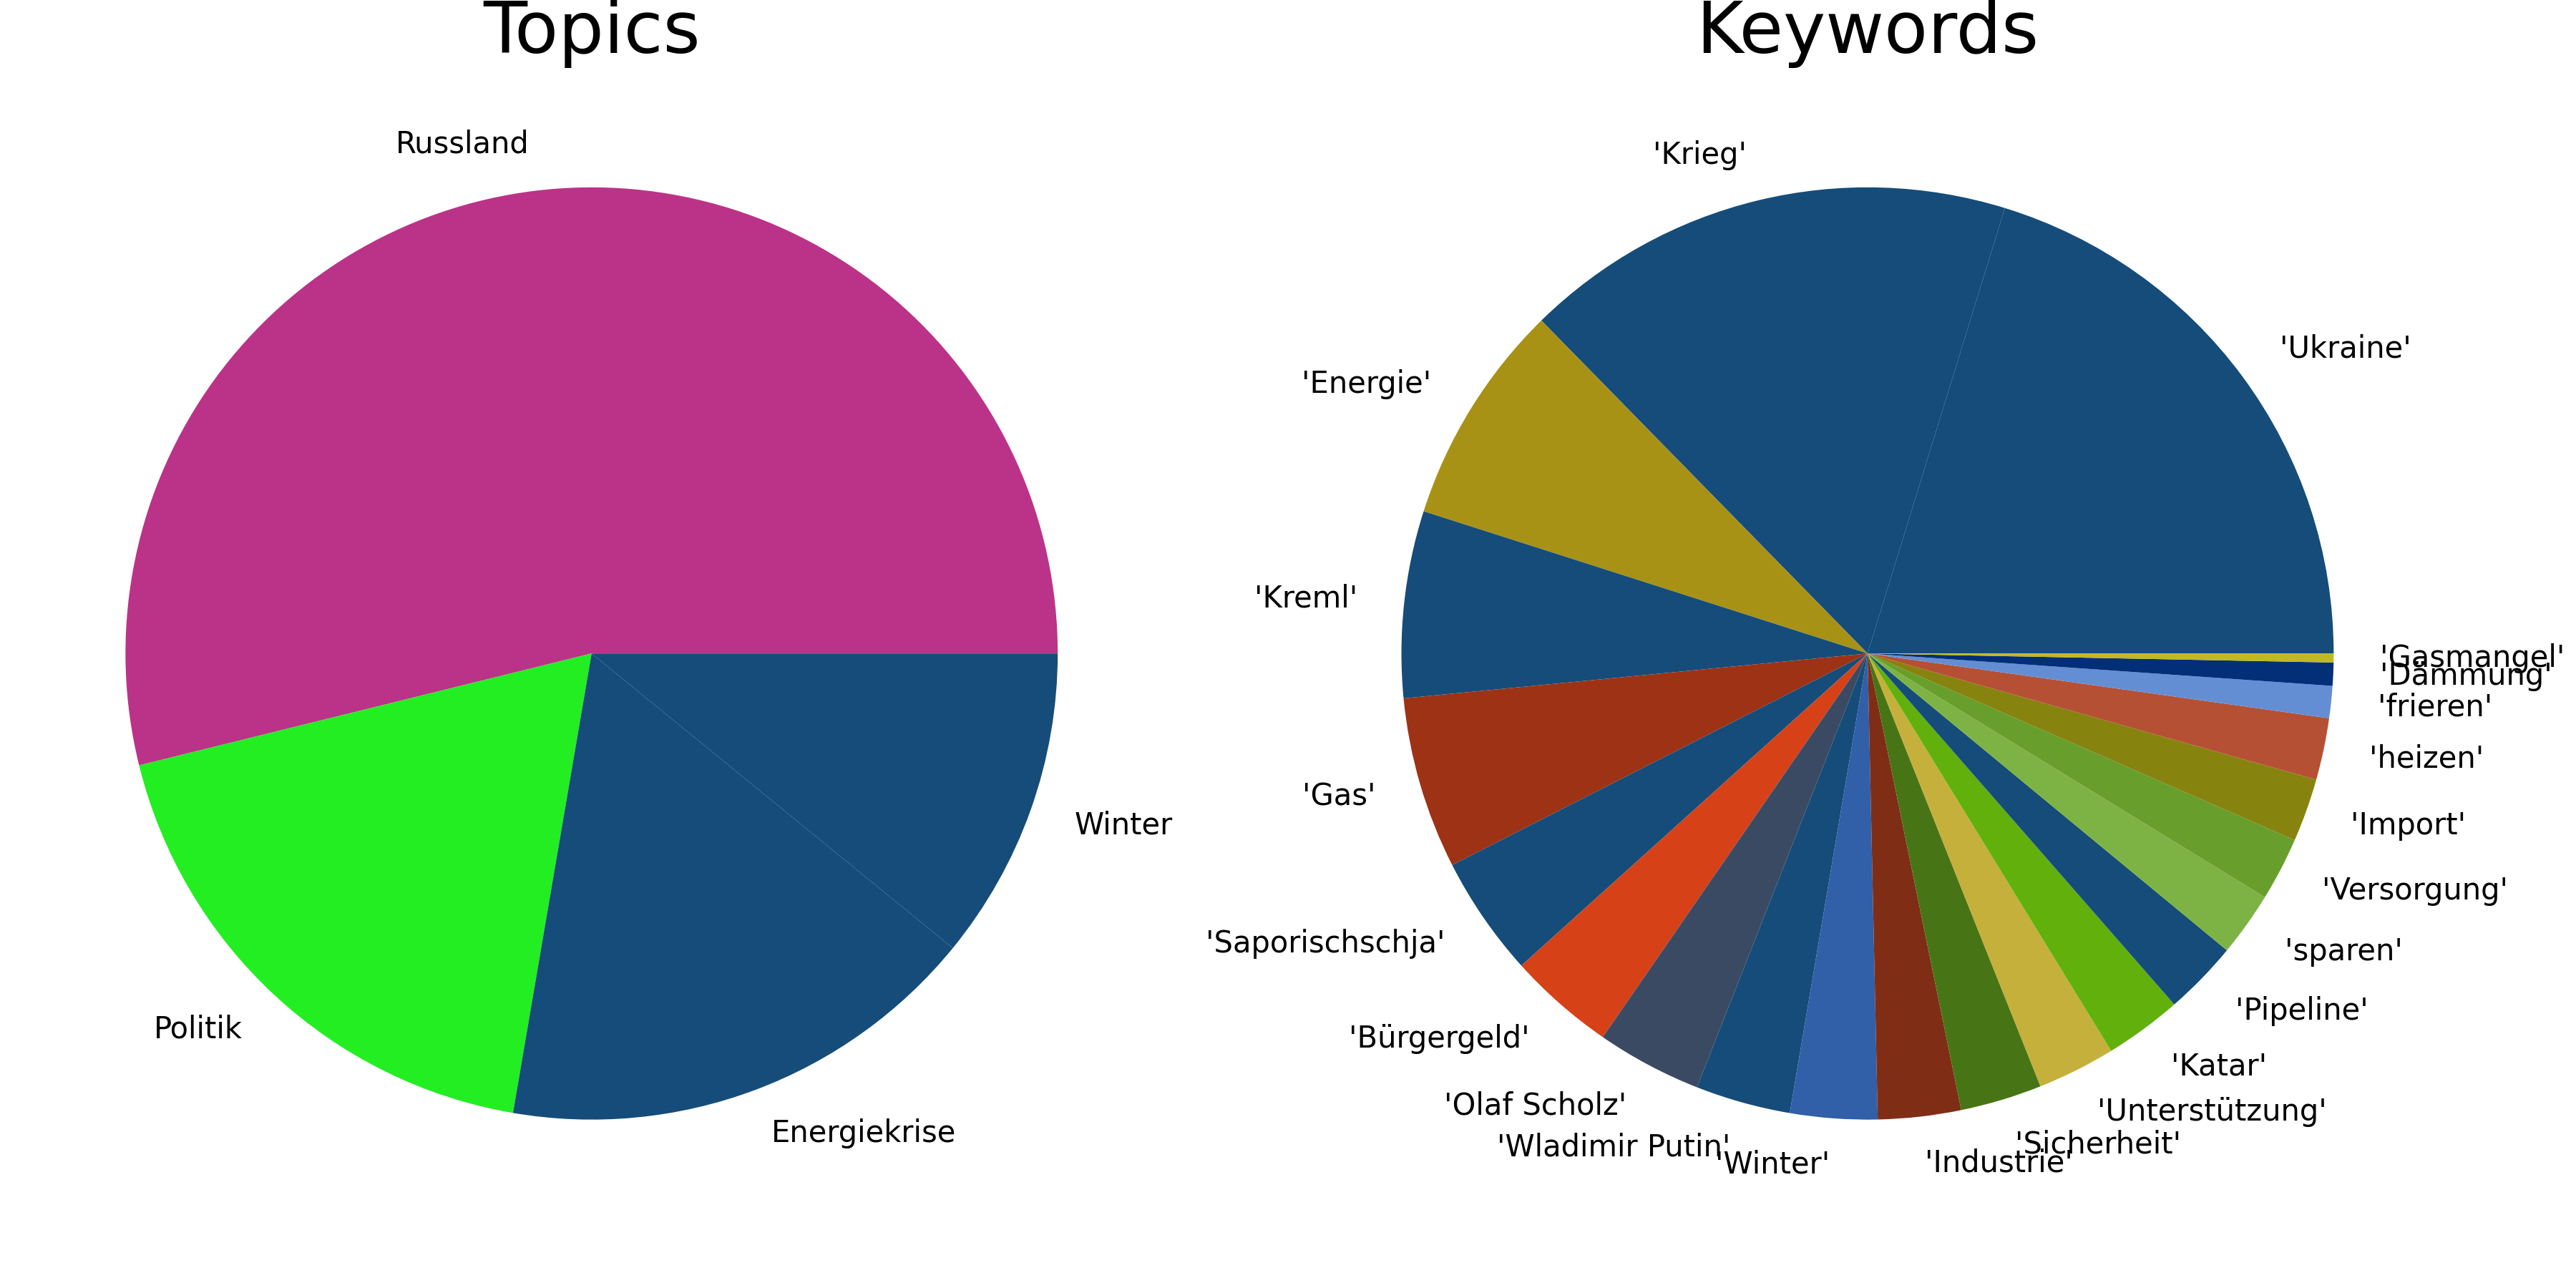 Topics
Russland
Politik
Energiekrise
Winter
Keywords
'Ukraine'
'Krieg'
'Energie'
'Kreml'
'Gas'
'Saporischschja'
'Bürgergeld'
'Olaf Scholz'
'Wladimir Putin'
'Winter'
'Industrie'
'Sicherheit'
'Unterstützung'
'Katar'
'Pipeline'
'sparen'
'Versorgung'
'Import'
'heizen'
'frieren'
'Dämmung'
'Gasmangel'